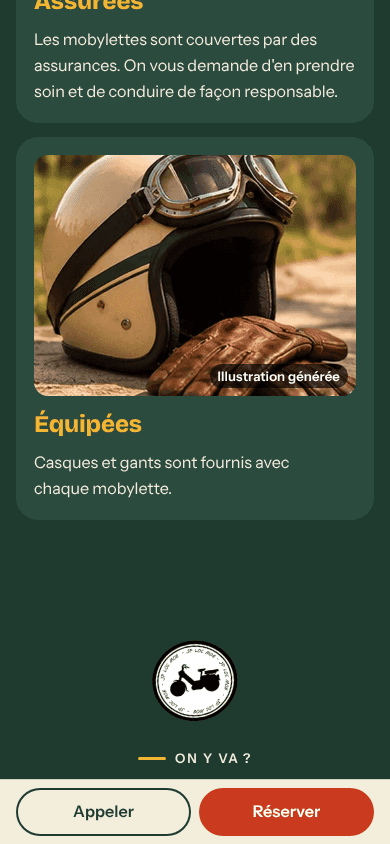 Assurées
Les mobylettes sont couvertes par des
assurances. On vous demande d'en prendre
soin et de conduire de façon responsable.
Illustration générée
Équipées
Casques et gants sont fournis avec
chaque mobylette.
ON Y VA ?
Appeler
Réserver